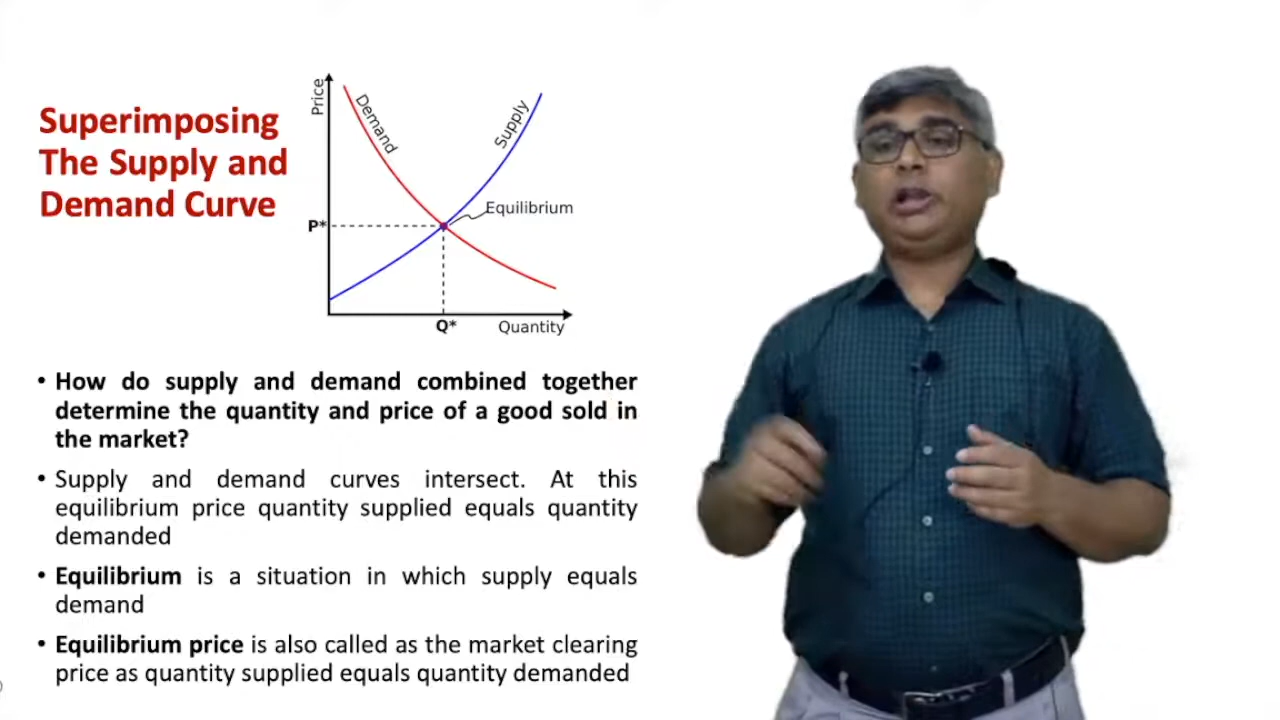 Superimposing
The Supply and
Demand Curve
Price
Demand
Supply
Equilibrium
P*
Q*
Quantity
• How do supply and demand combined together
determine the quantity and price of a good sold in
the market?
• Supply and demand curves intersect. At this
equilibrium price quantity supplied equals quantity
demanded
• Equilibrium is a situation in which supply equals
demand
• Equilibrium price is also called as the market clearing
price as quantity supplied equals quantity demanded